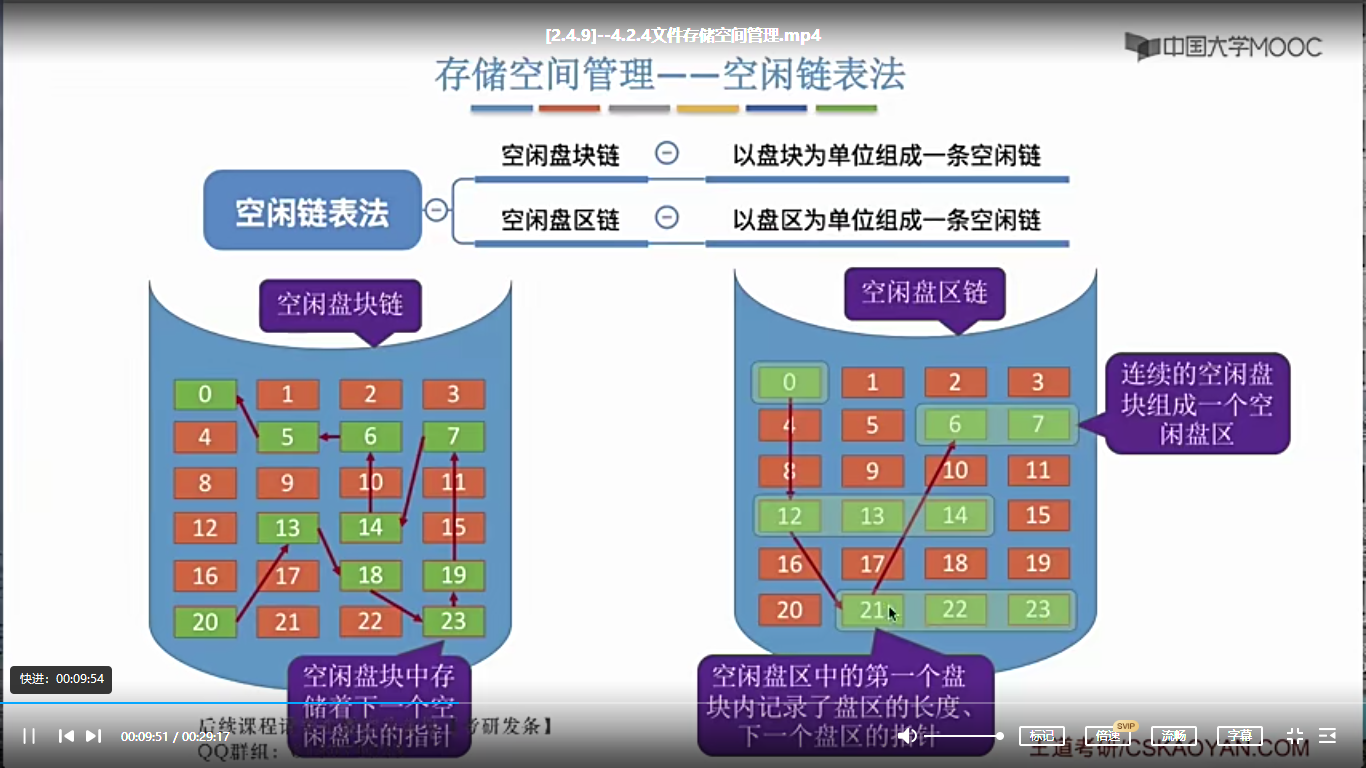 [2.4.9]--4.2.4文件存储空间管理.mp4
中国大学MOOC
存储空间管理——空闲链表法
空闲链表法
空闲盘块链
以盘块为单位组成一条空闲链
空闲盘区链
以盘区为单位组成一条空闲链
空闲盘块链
0 1 2 3
4 5 6 7
8 9 10 11
12 13 14 15
16 17 18 19
20 21 22 23
空闲盘块中存
储着下一个空
闲盘块的指针
空闲盘区链
0 1 2 3
4 5 6 7
8 9 10 11
12 13 14 15
16 17 18 19
20 21 22 23
连续的空闲盘
块组成一个空
闲盘区
空闲盘区中的第一个盘
块内记录了盘区的长度、
下一个盘区的指针
快进：00:09:54
后续课程
考研发条】
QQ群组：
王道考研/CSKAOYAN.COM
00:09:51 / 00:29:17
标记
倍速
SVIP
流畅
字幕